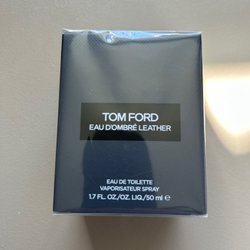 TOM FORD
EAU D'OMBRÉ LEATHER
EAU DE TOILETTE
VAPORISATEUR SPRAY
1.7 FL. OZ./OZ. LIQ./50 ml ℮